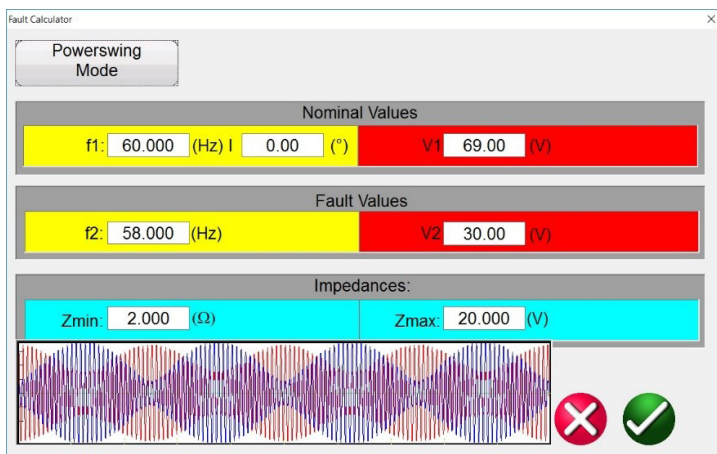 Fault Calculator
Powerswing
Mode
Nominal Values
f1: 60.000 (Hz) I 0.00 (°) V1 69.00 (V)
Fault Values
f2: 58.000 (Hz) V2 30.00 (V)
Impedances:
Zmin: 2.000 (Ω) Zmax: 20.000 (V)